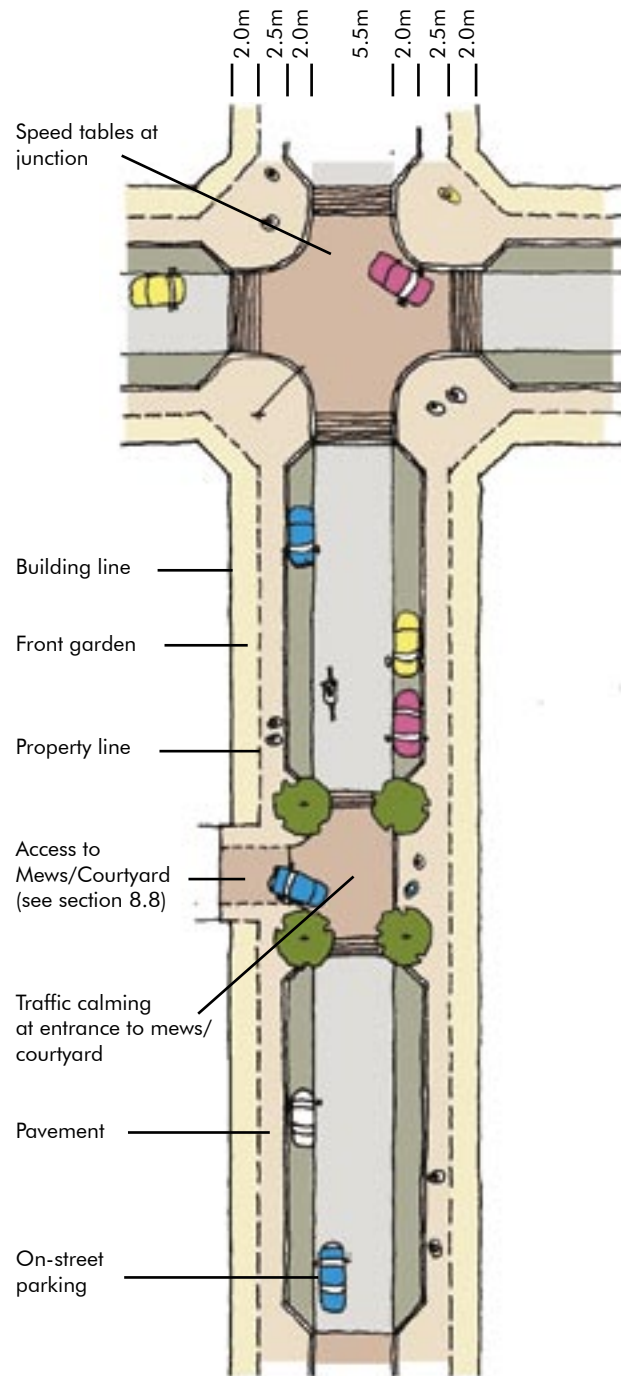 2.0m
2.5m
2.0m
5.5m
2.0m
2.5m
2.0m
Speed tables at
junction
Building line
Front garden
Property line
Access to
Mews/Courtyard
(see section 8.8)
Traffic calming
at entrance to mews/
courtyard
Pavement
On-street
parking